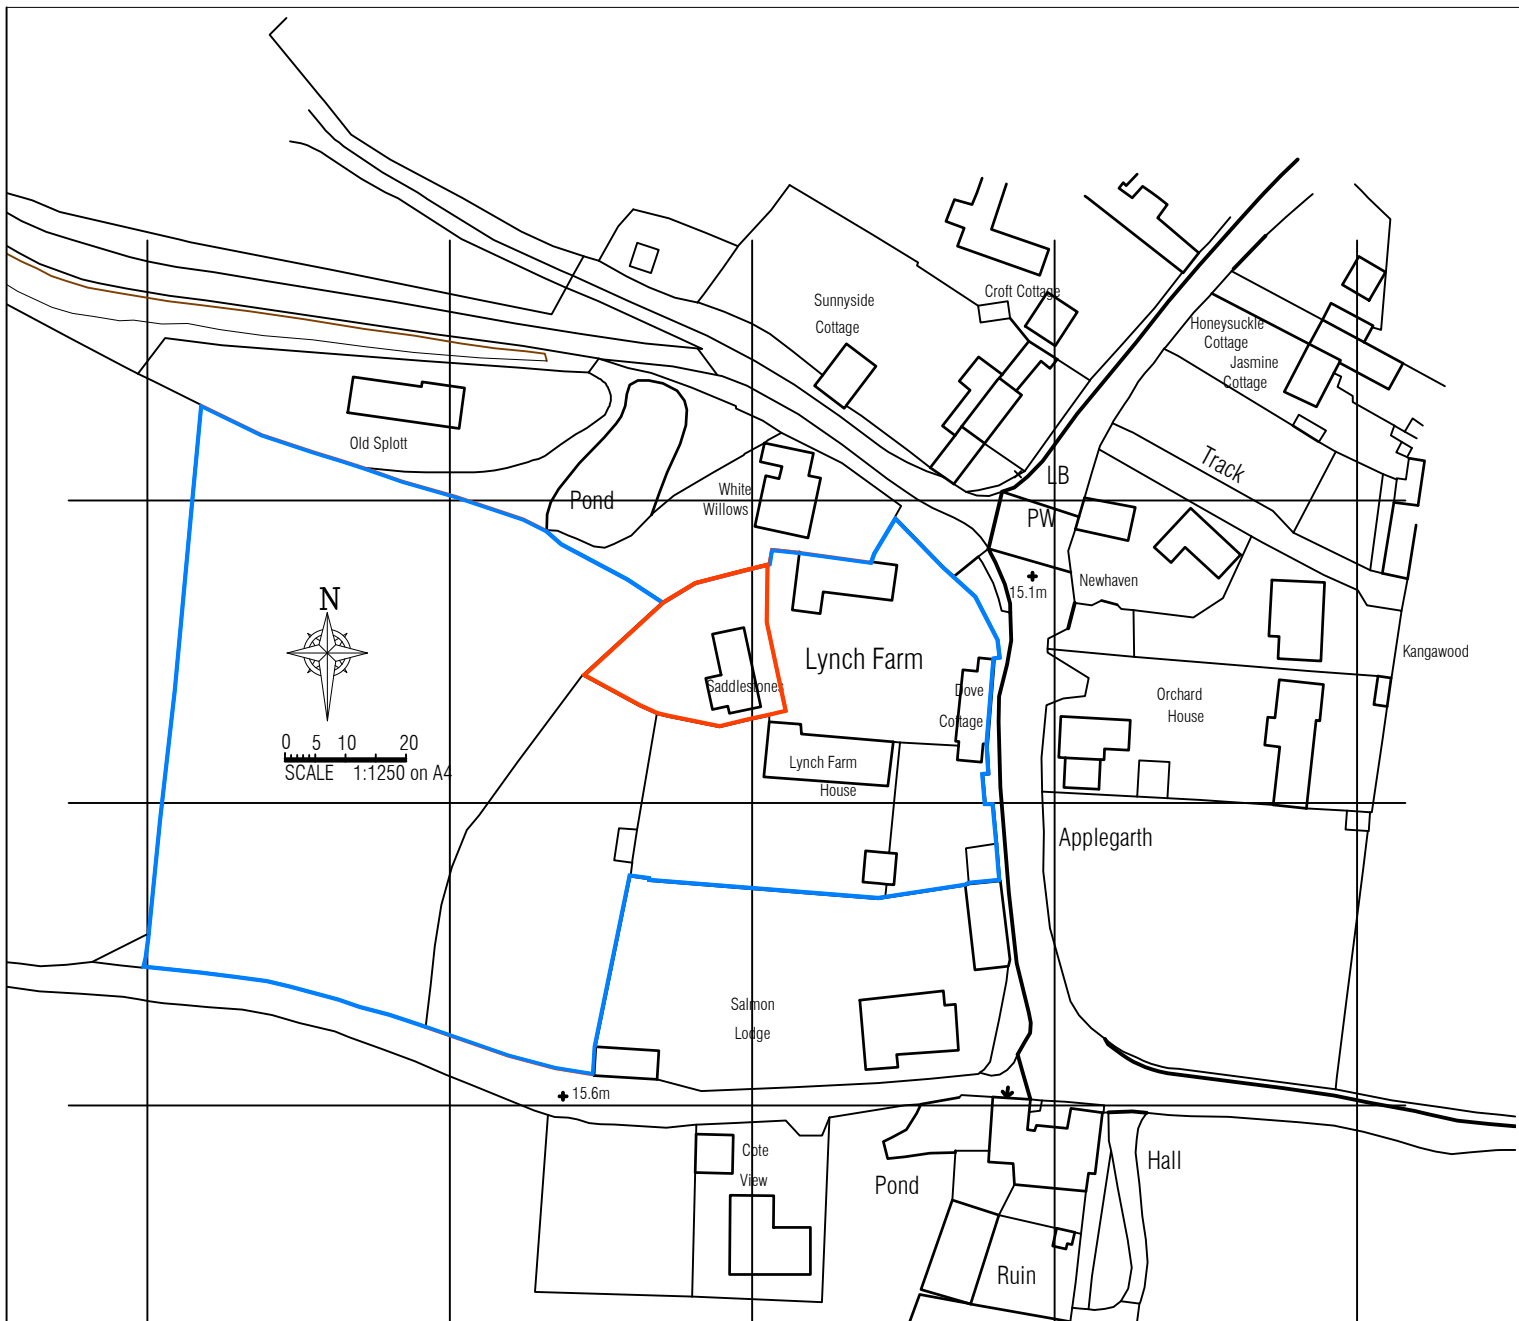 Sunnyside
Cottage
Croft Cottage
Honeysuckle
Cottage
Jasmine
Cottage
Old Splott
Pond
White
Willows
LB
Track
PW
Newhaven
15.1m
N
Lynch Farm
Kangawood
Saddlestones
Dove
Cottage
Orchard
House
0 5 10 20
SCALE 1:1250 on A4
Lynch Farm
House
Applegarth
Salmon
Lodge
15.6m
Cote
View
Pond
Hall
Ruin